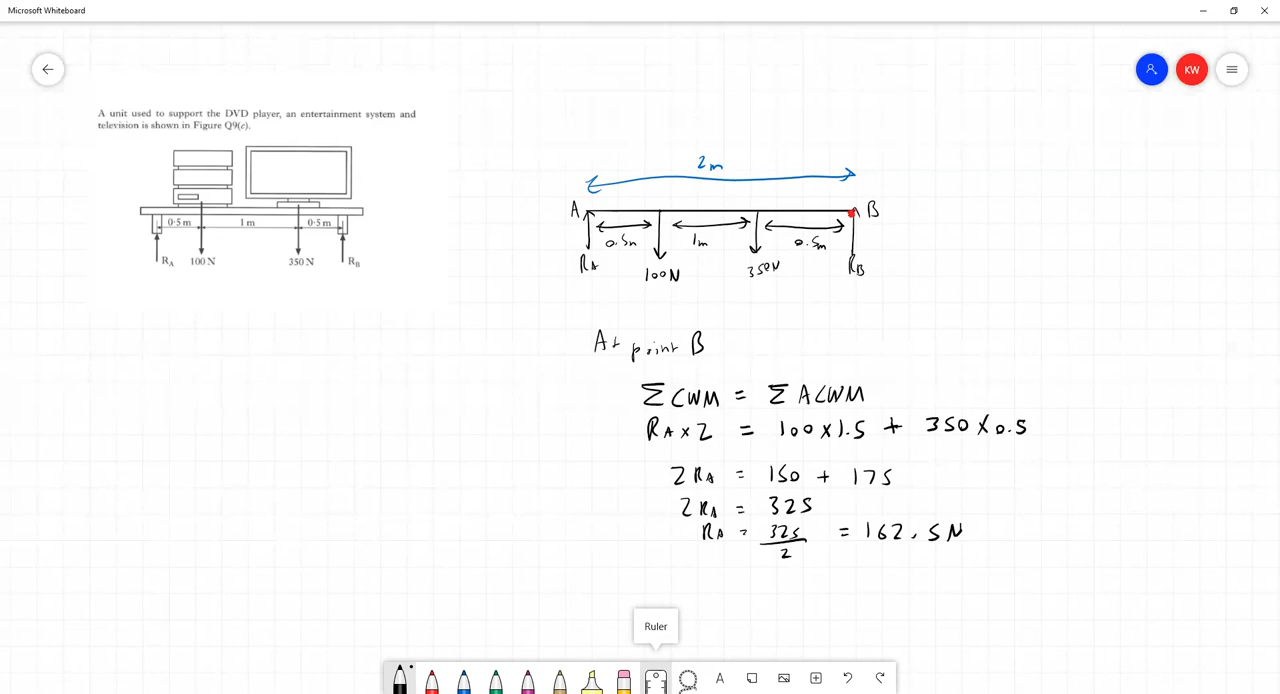 Microsoft Whiteboard
KW
A unit used to support the DVD player, an entertainment system and
television is shown in Figure Q9(c).
0·5 m 1 m 0·5 m
RA 100 N 350 N RB
2m
A B
0.5m 1m 0.5m
RA 100N 350N RB
At point B
ΣCWM = ΣACWM
RA × 2 = 100 × 1.5 + 350 × 0.5
2RA = 150 + 175
2RA = 325
RA = 325/2 = 162.5N
Ruler
A